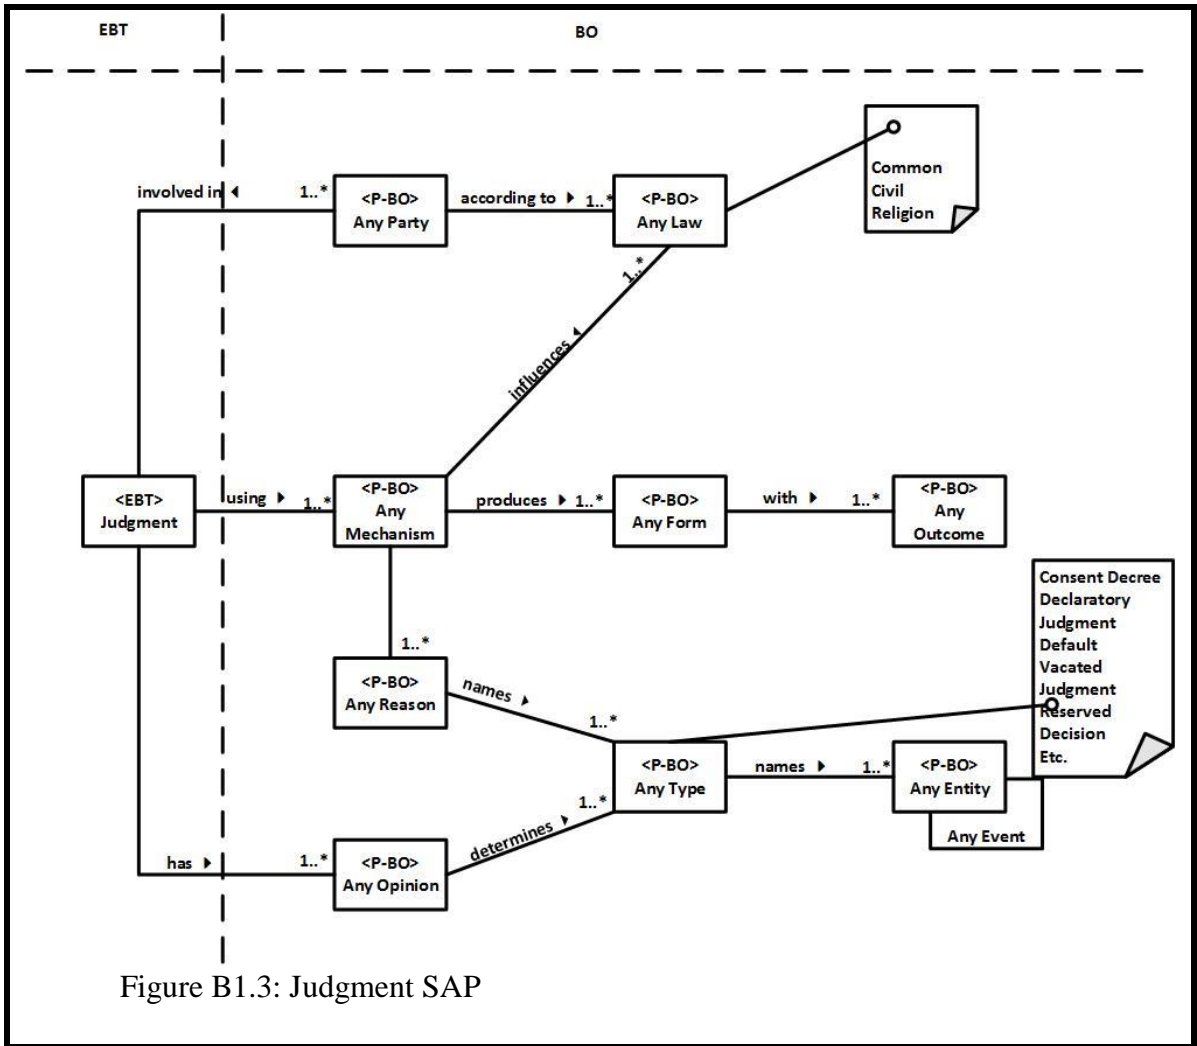 EBT
BO
Common
Civil
Religion
involved in ◄
1..*
<P-BO>
Any Party
according to ►
1..*
<P-BO>
Any Law
1..*
influences ►
<EBT>
Judgment
using ►
1..*
<P-BO>
Any
Mechanism
produces ►
1..*
<P-BO>
Any Form
with ►
1..*
<P-BO>
Any
Outcome
Consent Decree
Declaratory
Judgment
Default
Vacated
Judgment
Reserved
Decision
Etc.
1..*
<P-BO>
Any Reason
names ►
1..*
<P-BO>
Any Type
names ►
1..*
<P-BO>
Any Entity
Any Event
1..*
determines ►
has ►
1..*
<P-BO>
Any Opinion
Figure B1.3: Judgment SAP